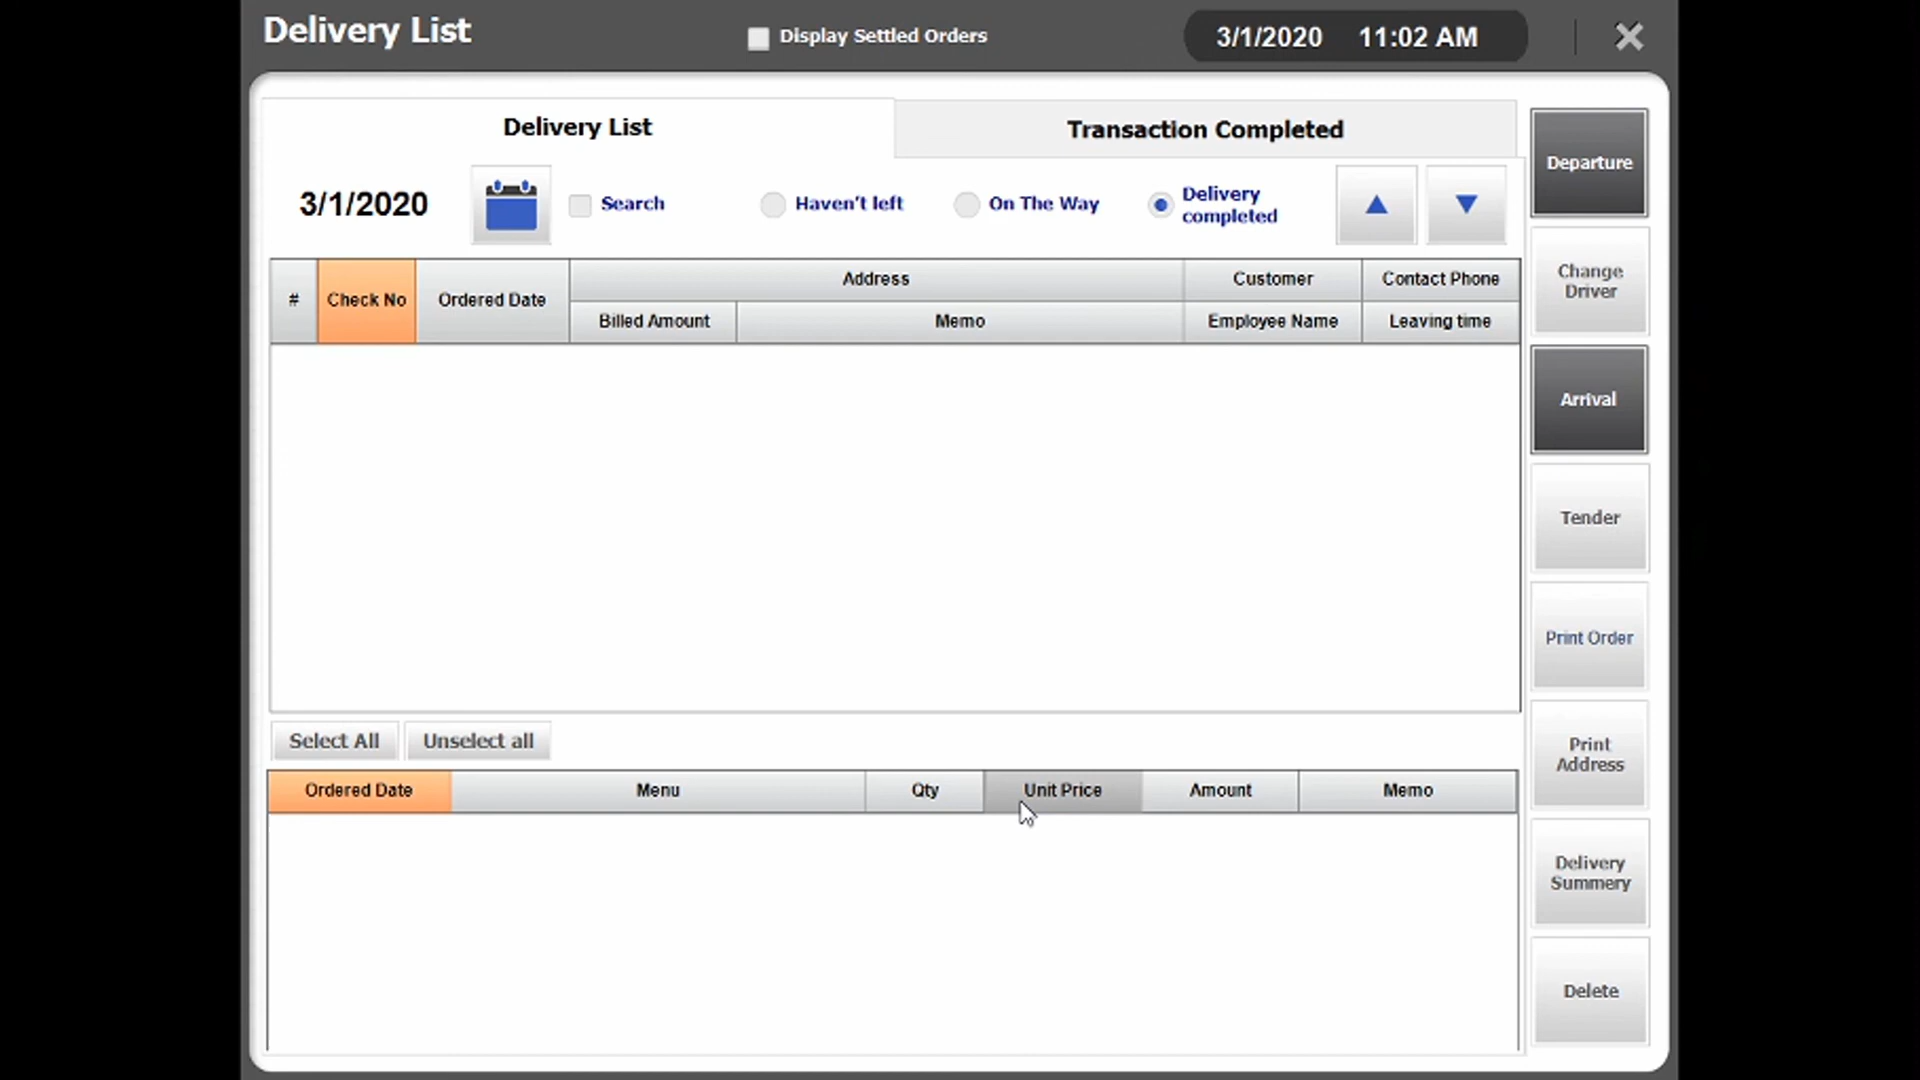 Delivery List
Display Settled Orders
3/1/2020 11:02 AM
Delivery List
Transaction Completed
3/1/2020
Search
Haven't left
On The Way
Delivery
completed
#
Check No
Ordered Date
Address
Customer
Contact Phone
Billed Amount
Memo
Employee Name
Leaving time
Select All
Unselect all
Ordered Date
Menu
Qty
Unit Price
Amount
Memo
Departure
Change
Driver
Arrival
Tender
Print Order
Print
Address
Delivery
Summery
Delete